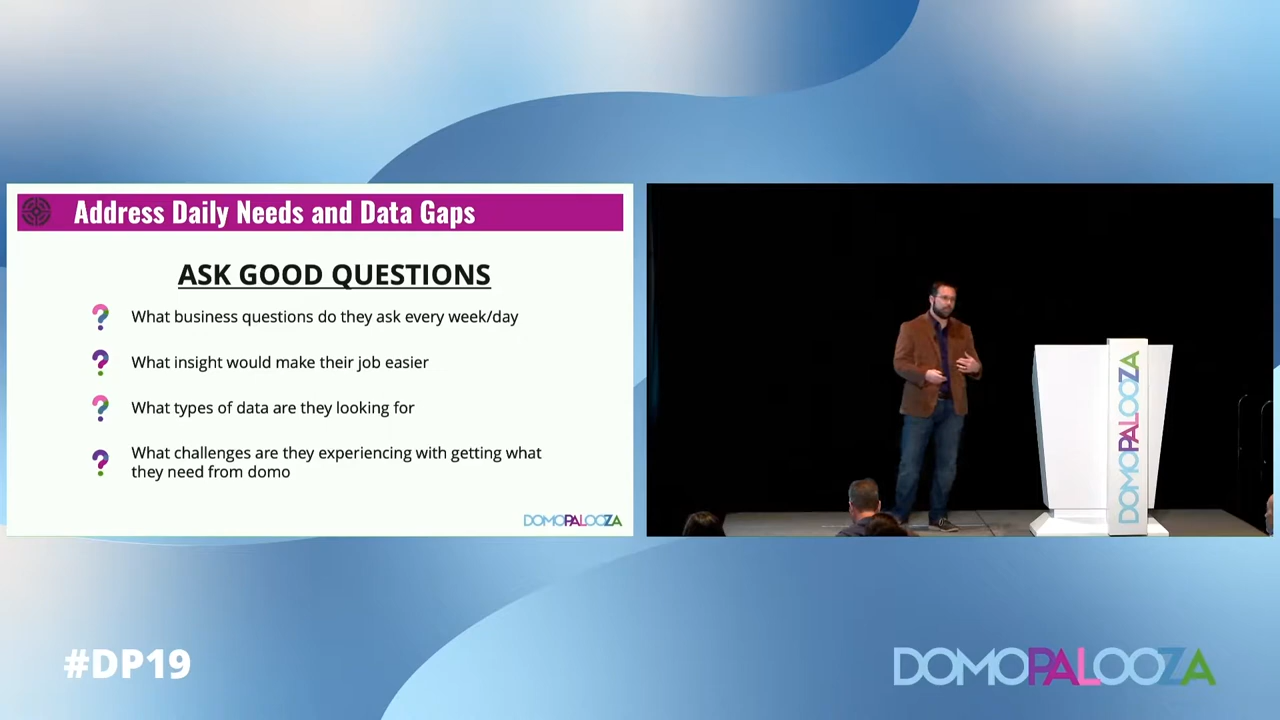 Address Daily Needs and Data Gaps
ASK GOOD QUESTIONS
? What business questions do they ask every week/day
? What insight would make their job easier
? What types of data are they looking for
? What challenges are they experiencing with getting what
they need from domo
DOMOPALOOZA
DOMOPALOOZA
#DP19
DOMOPALOOZA